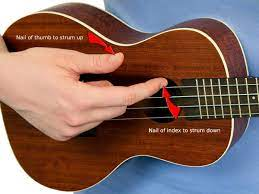 Nail of thumb to strum up
Nail of index to strum down